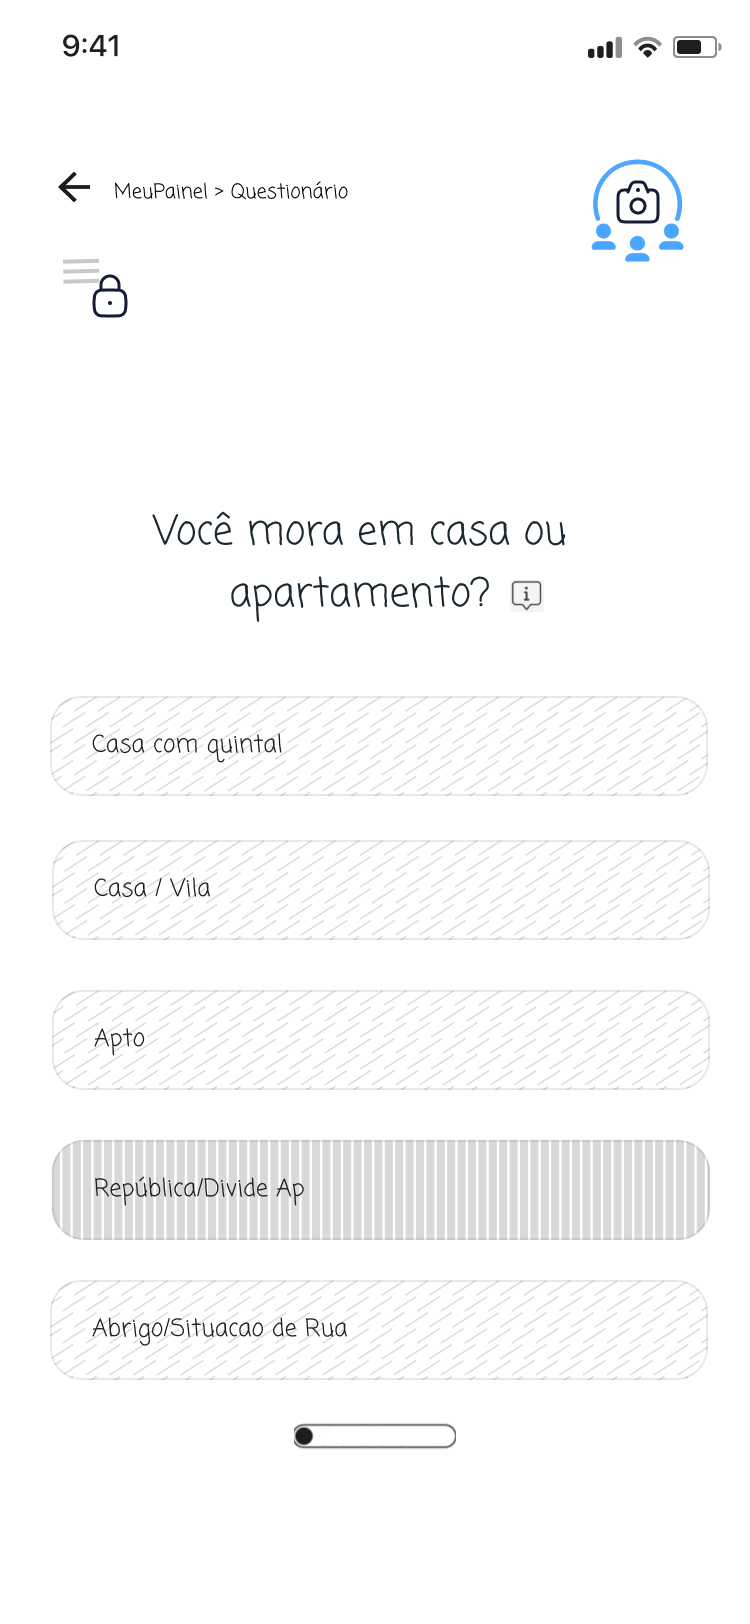 9:41
MeuPainel > Questionário
Você mora em casa ou
apartamento?
Casa com quintal
Casa / Vila
Apto
República/Divide Ap
Abrigo/Situacao de Rua